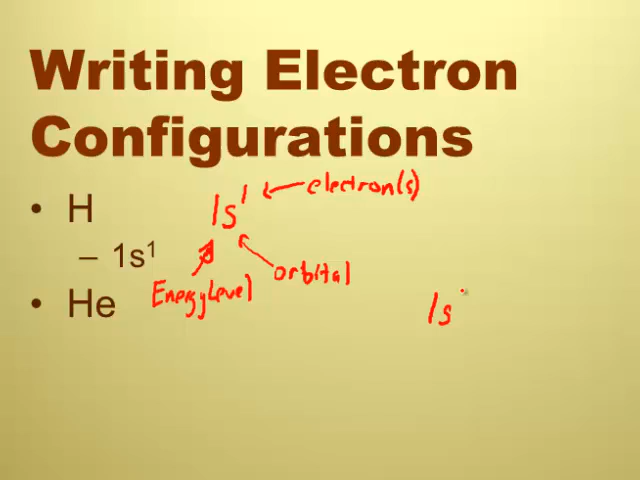 Writing Electron
Configurations
• H
1s¹ electron(s)
– 1s¹
orbital
Energy Level
• He
1s